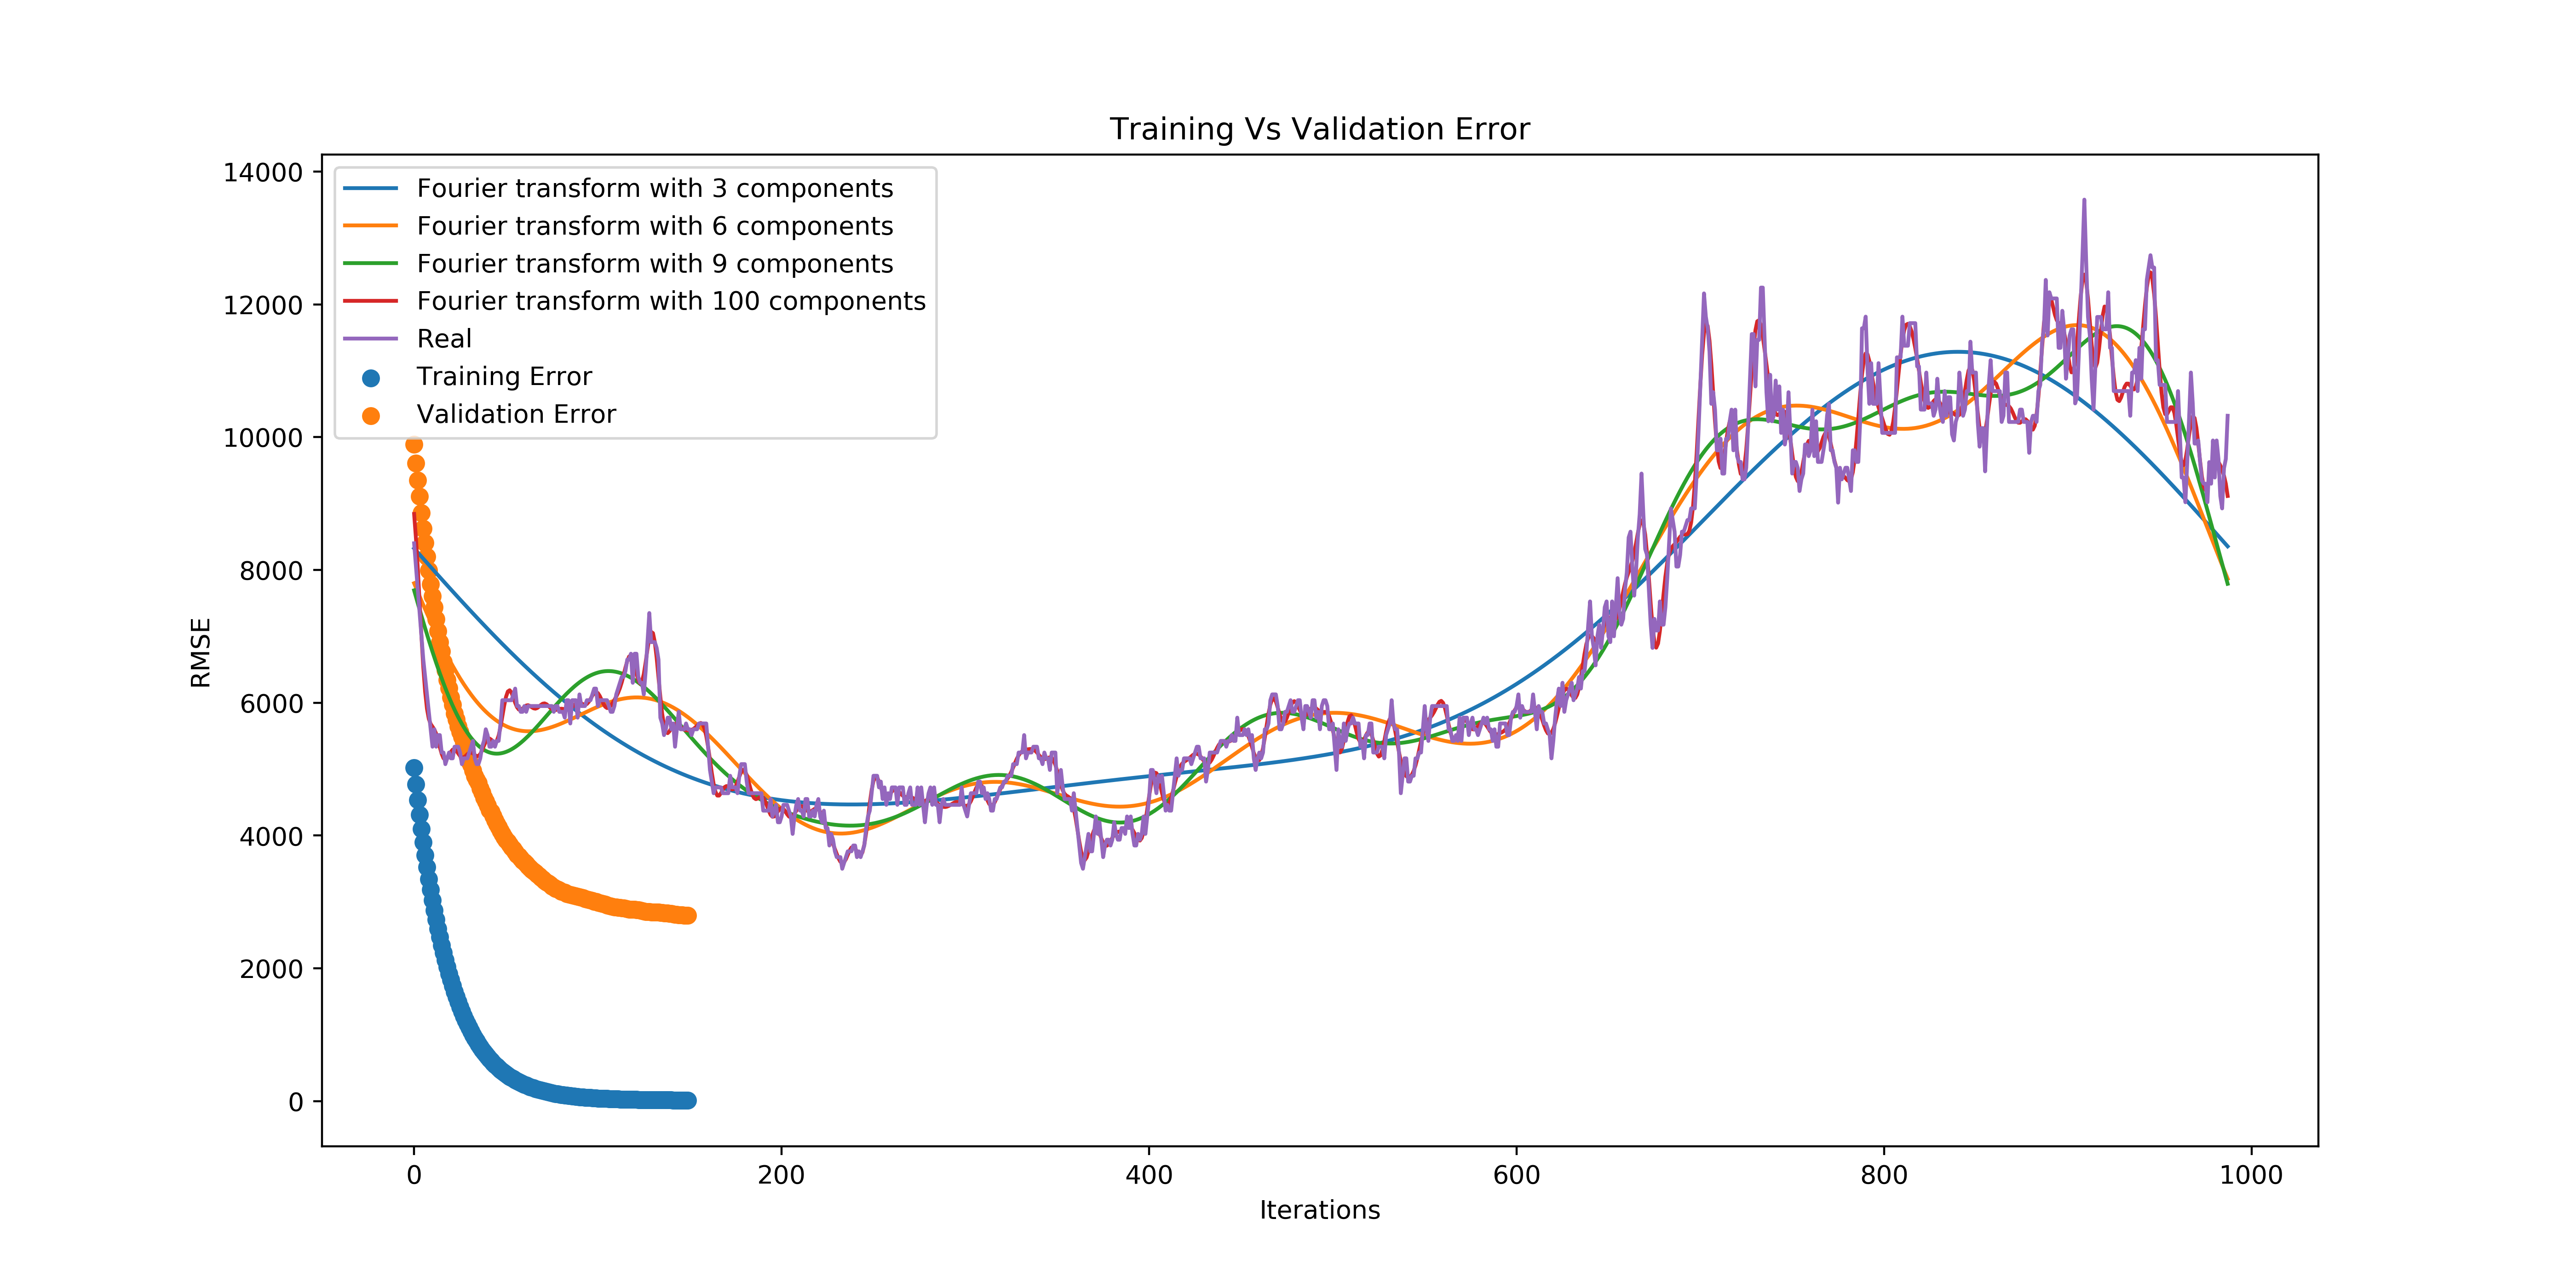 Training Vs Validation Error
14000
12000
10000
8000
6000
4000
2000
0
RMSE
Fourier transform with 3 components
Fourier transform with 6 components
Fourier transform with 9 components
Fourier transform with 100 components
Real
Training Error
Validation Error
0
200
400
600
800
1000
Iterations